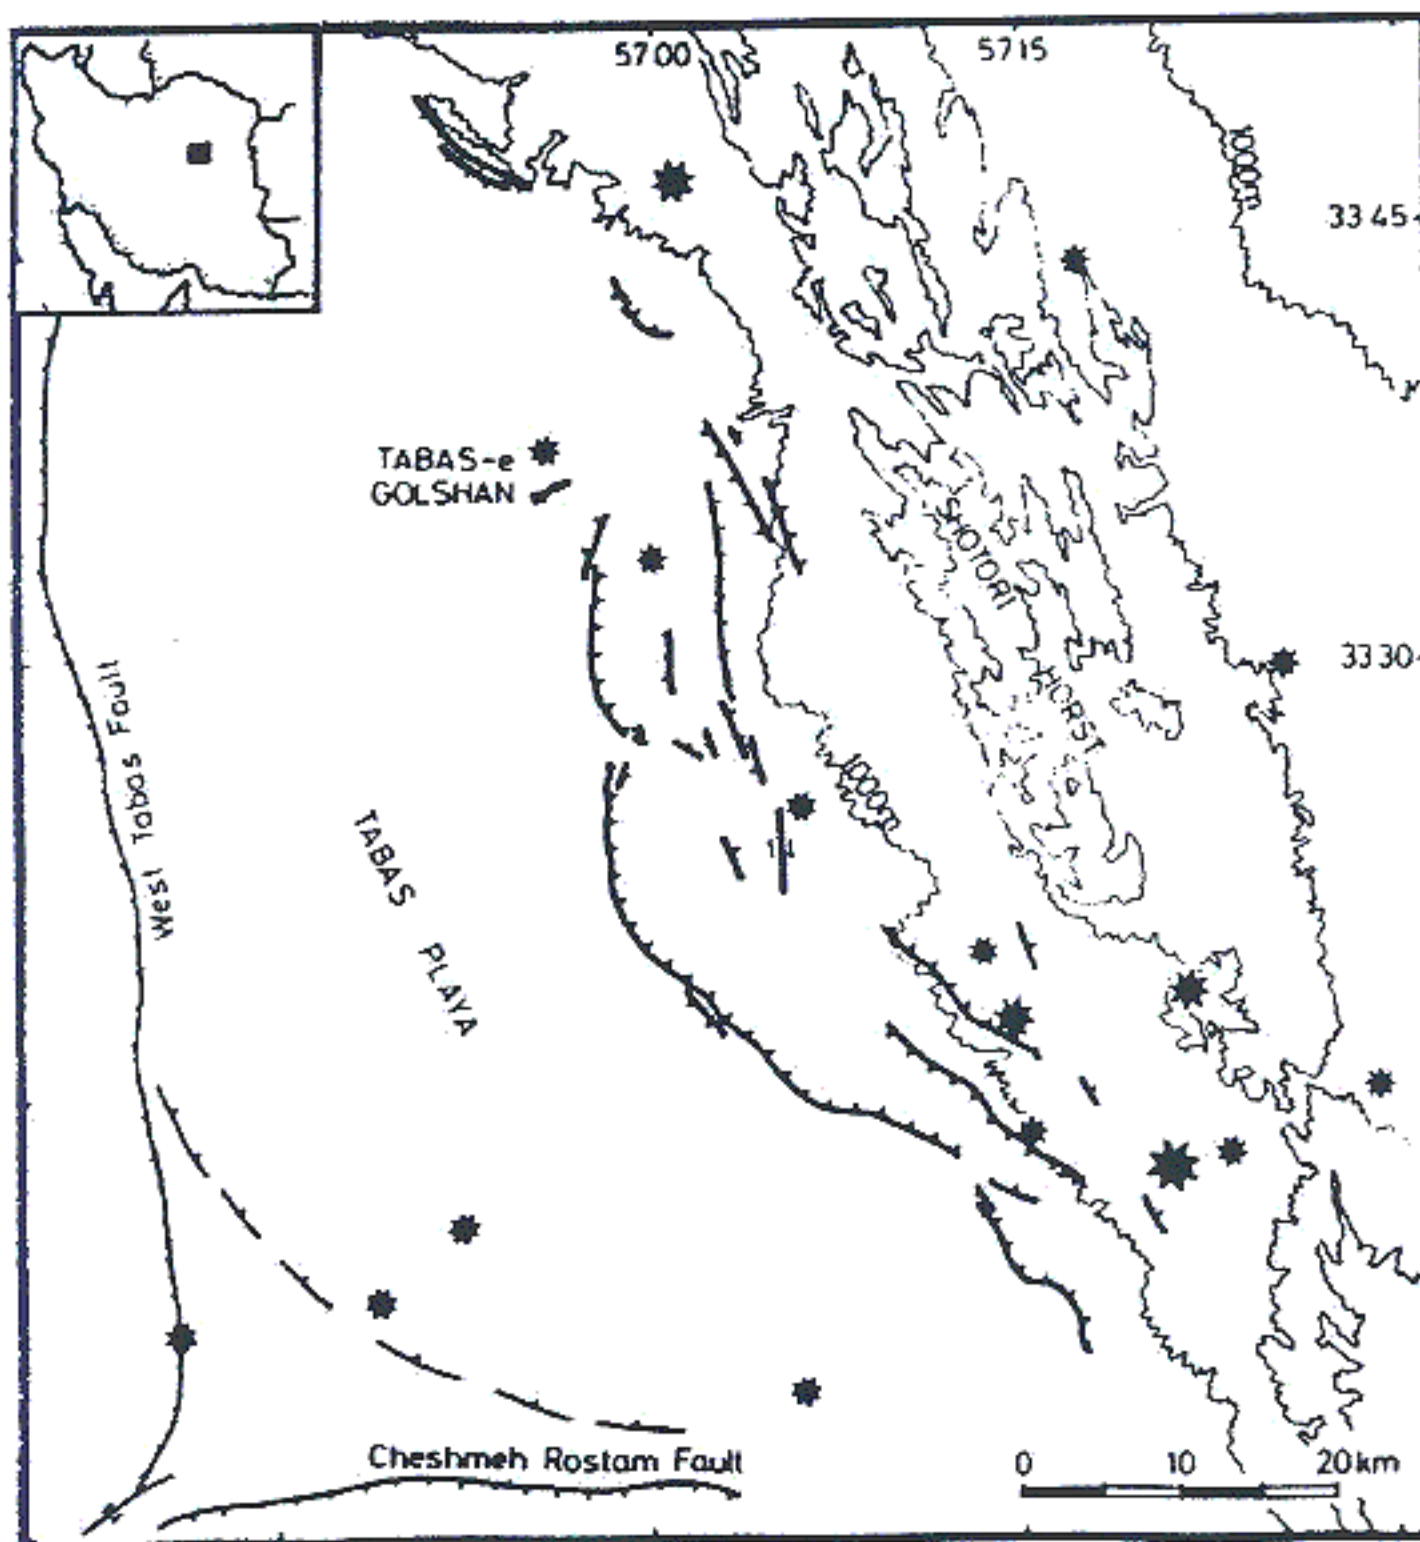 5700
5715
1000m
33 45
TABAS-e
GOLSHAN
SHOTORI
HORST
33 30
West Tabas Fault
1000m
TABAS
PLAYA
Cheshmeh Rostam Fault
0 10 20km